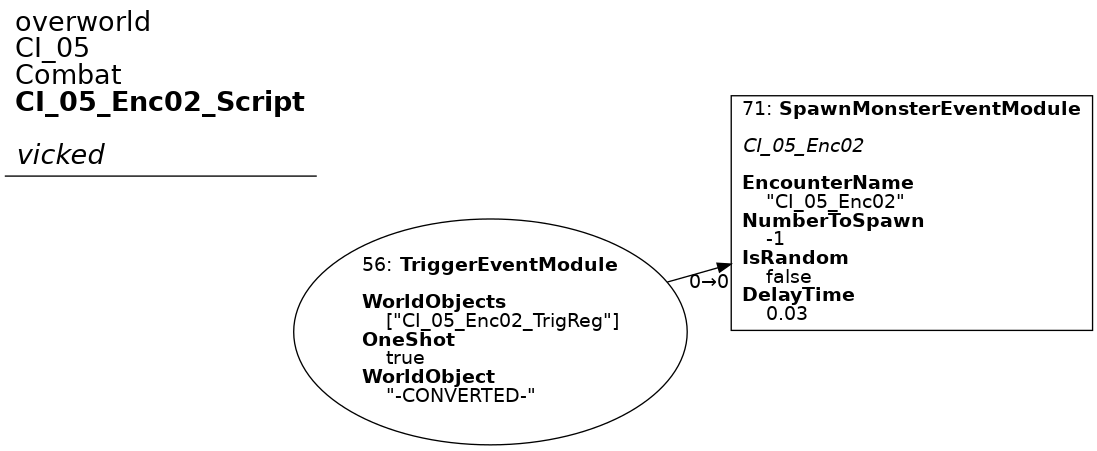 overworld
CI_05
Combat
CI_05_Enc02_Script
vicked
71: SpawnMonsterEventModule
CI_05_Enc02
EncounterName
"CI_05_Enc02"
NumberToSpawn
-1
IsRandom
false
DelayTime
0.03
56: TriggerEventModule
WorldObjects
["CI_05_Enc02_TrigReg"]
OneShot
true
WorldObject
"-CONVERTED-"
0→0